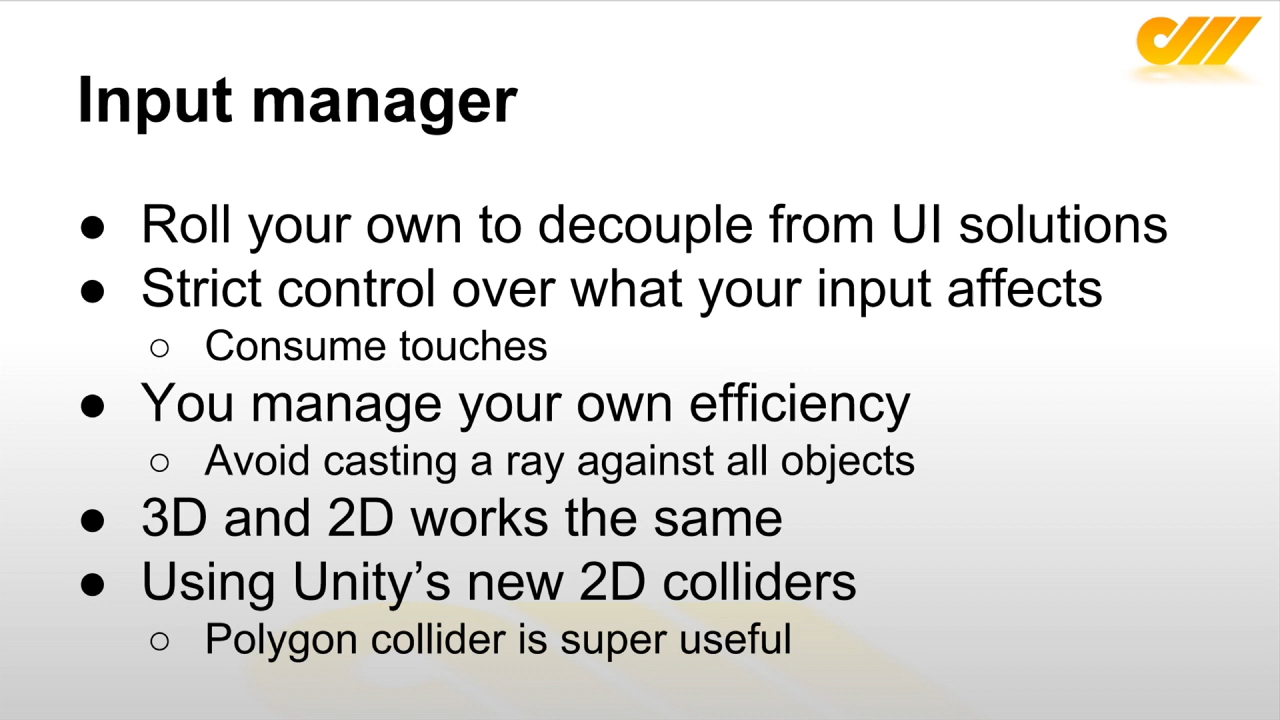 Input manager
● Roll your own to decouple from UI solutions
● Strict control over what your input affects
○ Consume touches
● You manage your own efficiency
○ Avoid casting a ray against all objects
● 3D and 2D works the same
● Using Unity’s new 2D colliders
○ Polygon collider is super useful